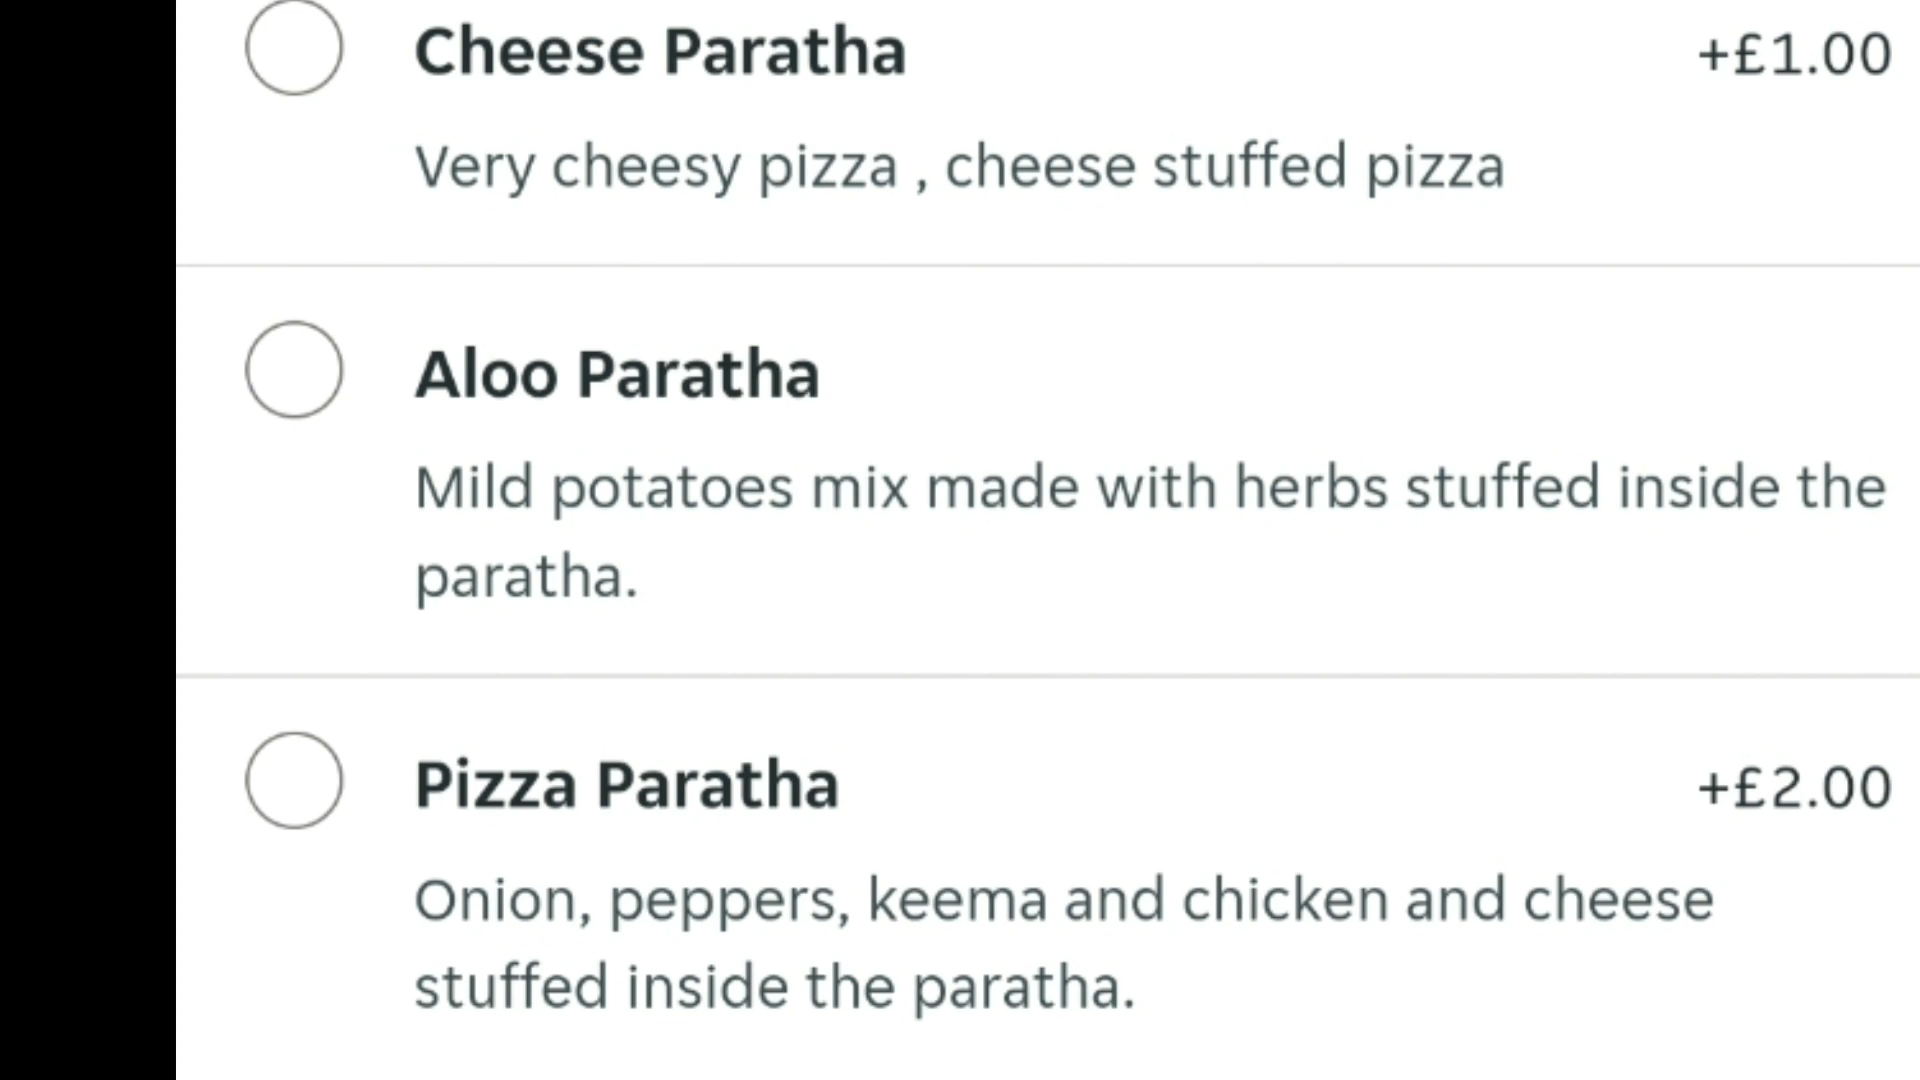 Cheese Paratha +£1.00
Very cheesy pizza , cheese stuffed pizza
Aloo Paratha
Mild potatoes mix made with herbs stuffed inside the
paratha.
Pizza Paratha +£2.00
Onion, peppers, keema and chicken and cheese
stuffed inside the paratha.